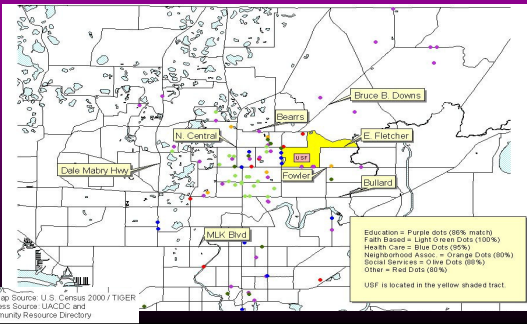 Bruce B. Downs
Bearrs
N. Central
E. Fletcher
USF
Dale Mabry Hwy
Fowler
Bullard
MLK Blvd
Education = Purple dots (86% match)
Faith Based = Light Green Dots (100%)
Health Care = Blue Dots (95%)
Neighborhood Assoc. = Orange Dots (80%)
Social Services = Olive Dots (88%)
Other = Red Dots (80%)
USF is located in the yellow shaded tract.
ap Source: U.S. Census 2000 / TIGER
ess Source: UACDC and
munity Resource Directory